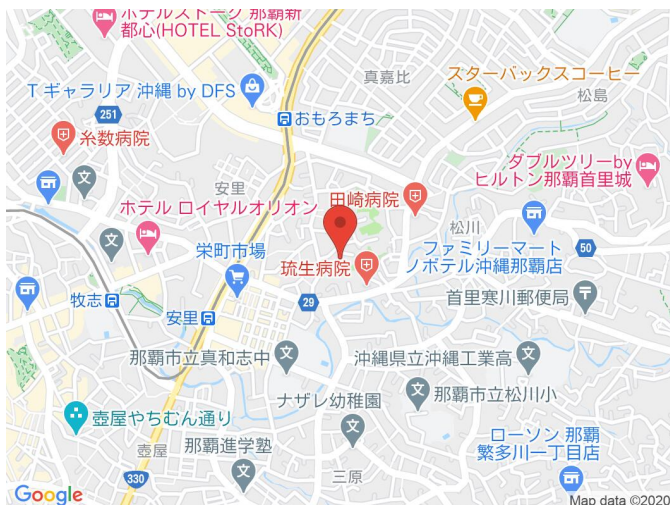 ホテルストーク 那覇新
都心(HOTEL StoRK)
真嘉比
スターバックスコーヒー
松島
T ギャラリア 沖縄 by DFS
251
おもろまち
糸数病院
ダブルツリーby
ヒルトン那覇首里城
安里
田崎病院
文
ホテル ロイヤルオリオン
松川
文
栄町市場
ファミリーマート
ノボテル沖縄那覇店
50
琉生病院
牧志
29
首里寒川郵便局
安里
那覇市立真和志中
文
沖縄県立沖縄工業高
文
ナザレ幼稚園
文
那覇市立松川小
壺屋やちむん通り
文
壺屋
那覇進学塾
文
ローソン 那覇
繁多川一丁目店
330
三原
Google
Map data ©2020